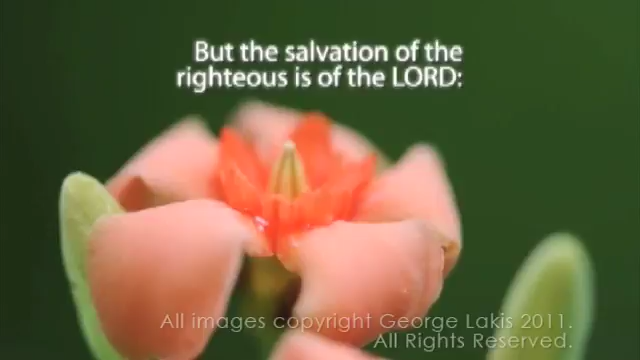 But the salvation of the
righteous is of the LORD:
All images copyright George Lakis 2011.
All Rights Reserved.